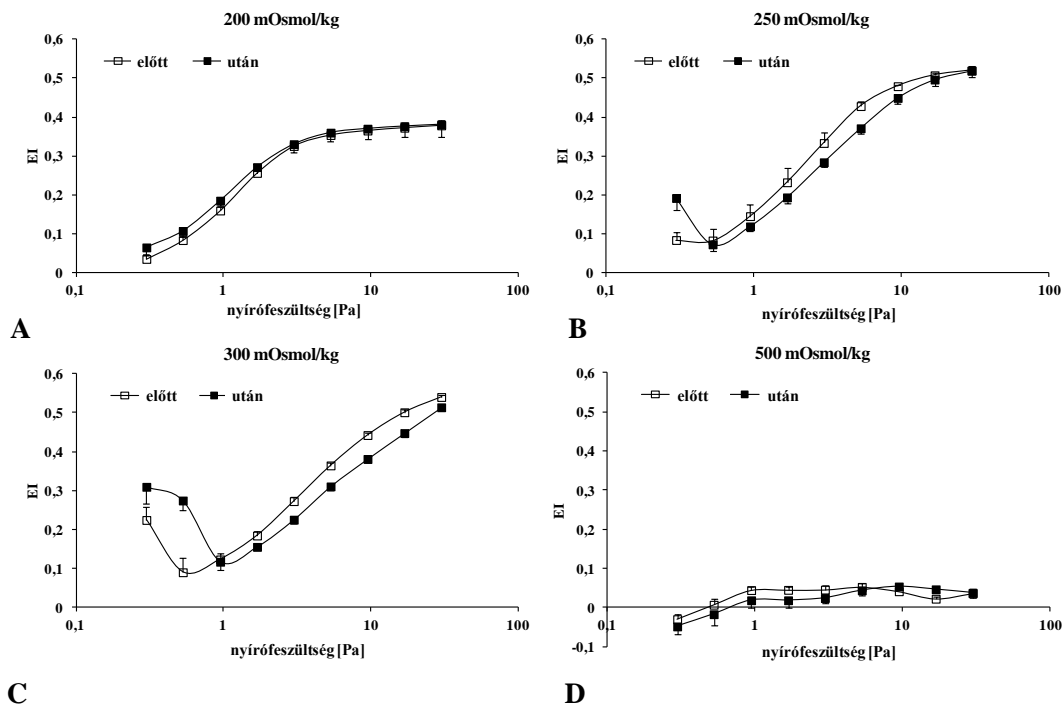 200 mOsmol/kg
0,6
0,5
0,4
0,3
0,2
0,1
0
EI
előtt
után
0,1
1
10
100
nyírófeszültség [Pa]
A
250 mOsmol/kg
0,6
0,5
0,4
0,3
0,2
0,1
0
EI
előtt
után
0,1
1
10
100
nyírófeszültség [Pa]
B
300 mOsmol/kg
0,6
0,5
0,4
0,3
0,2
0,1
0
EI
előtt
után
0,1
1
10
100
nyírófeszültség [Pa]
C
500 mOsmol/kg
0,6
0,5
0,4
0,3
0,2
0,1
0
-0,1
EI
előtt
után
0,1
1
10
100
nyírófeszültség [Pa]
D